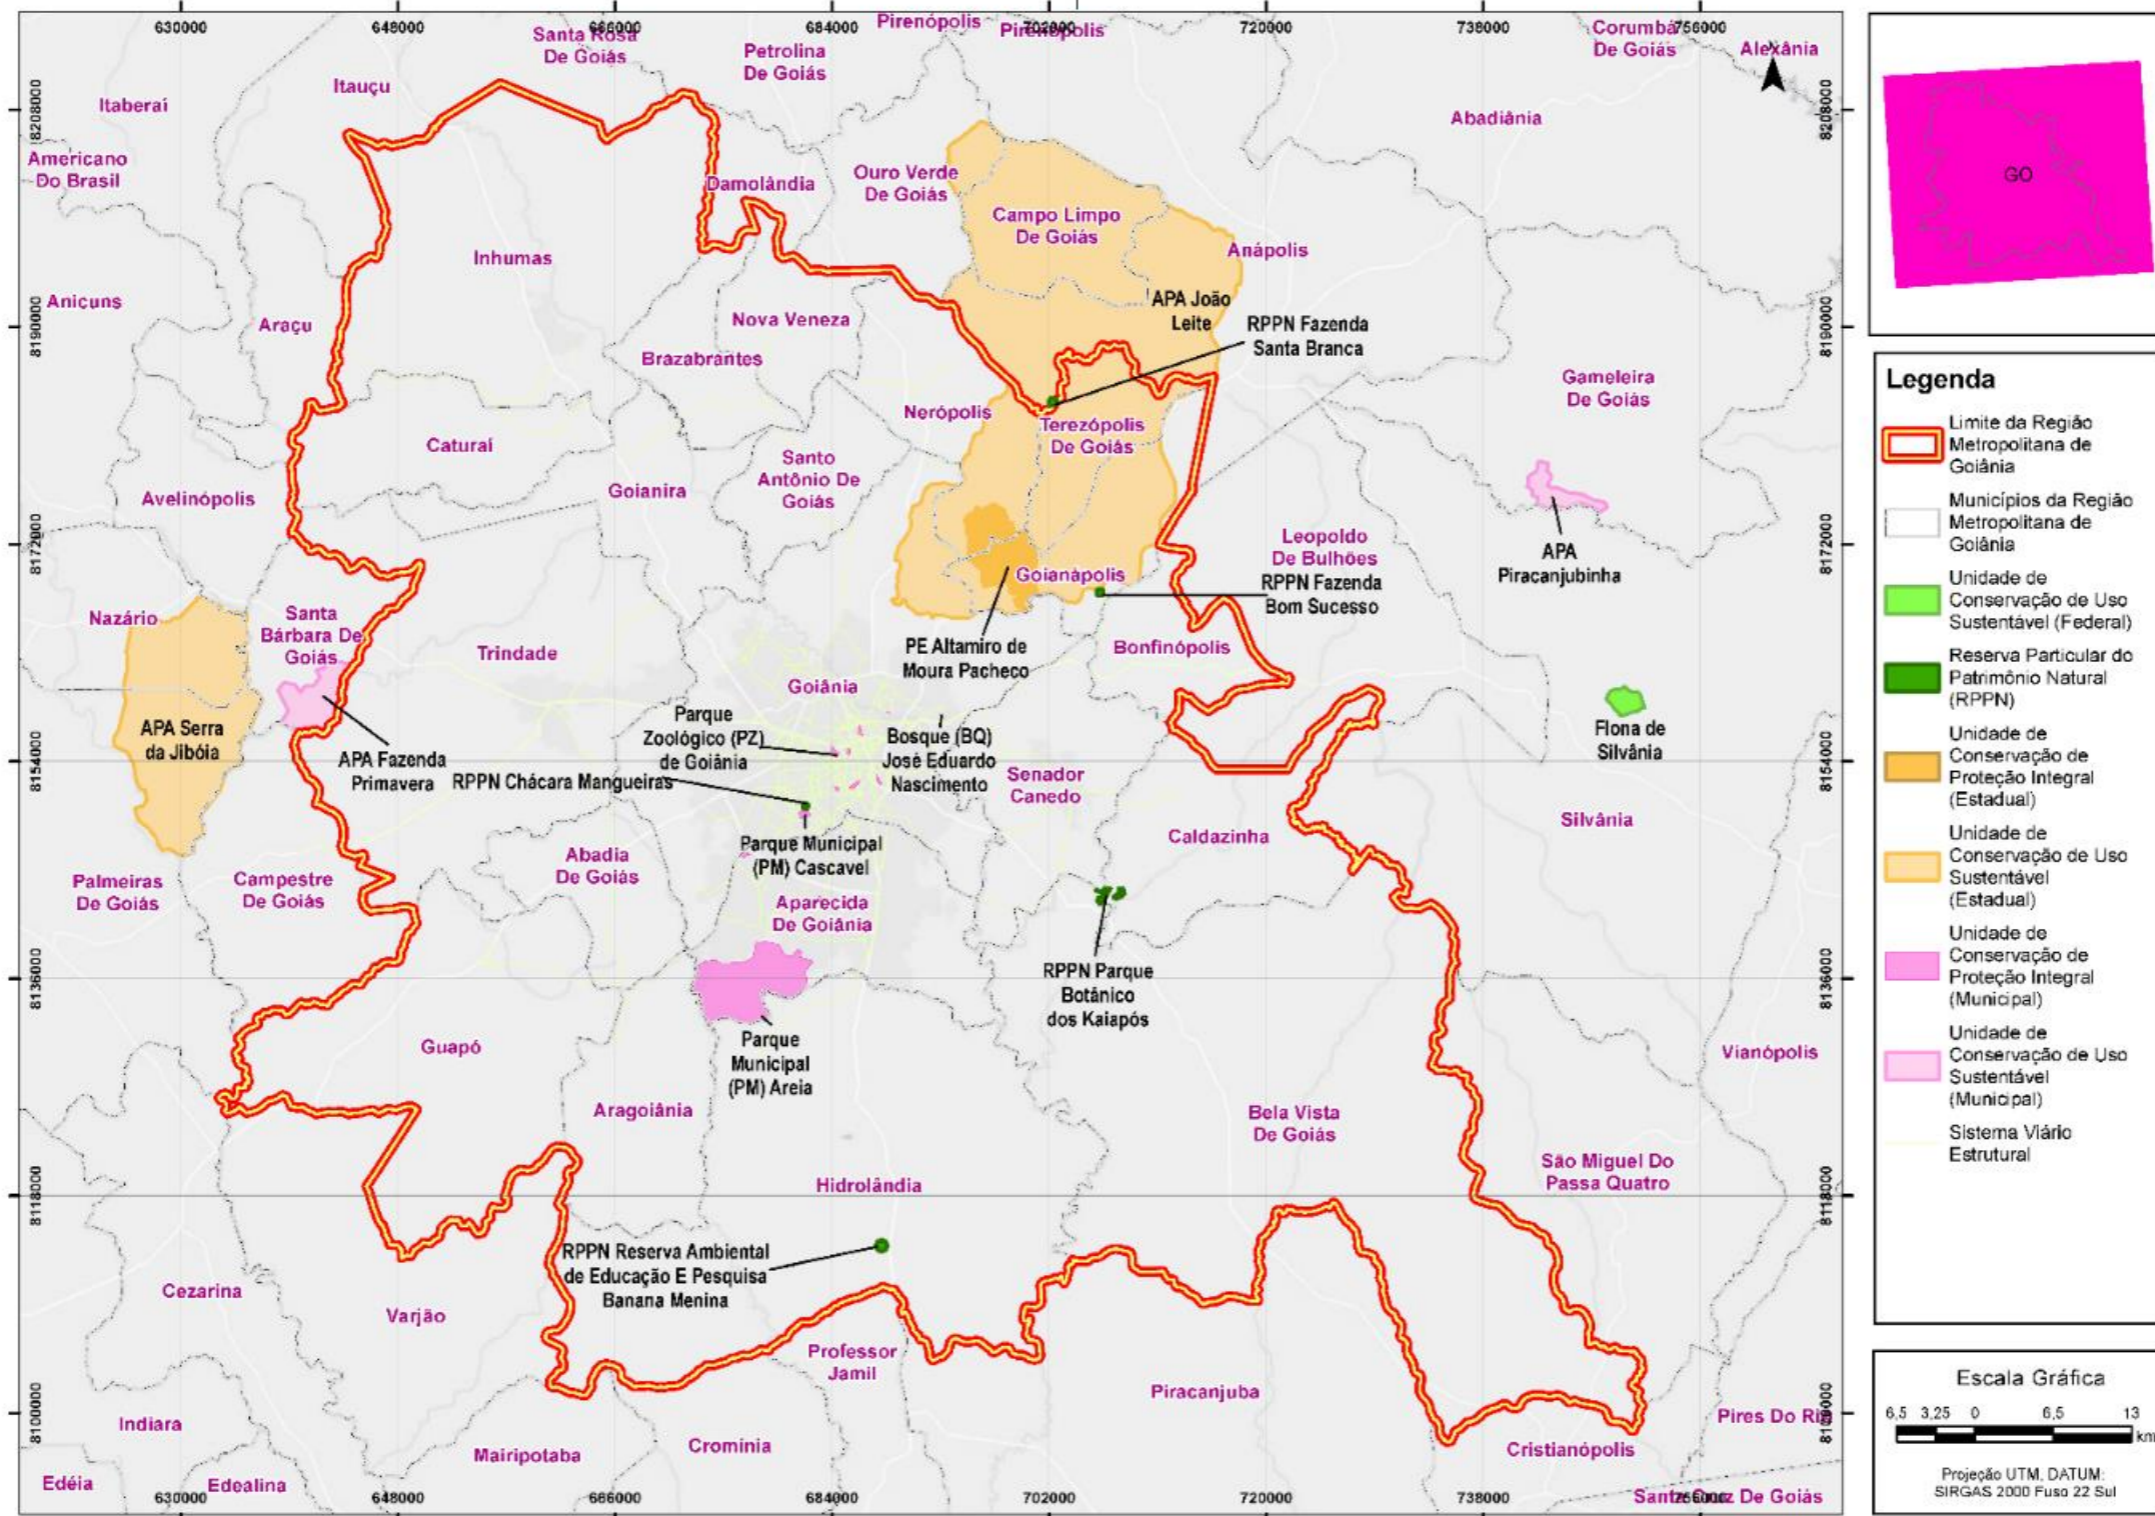 630000
648000
666000
684000
702000
720000
738000
756000
Pirenópolis
Pirenópolis
Santa Rosa
De Goiás
Petrolina
De Goiás
Corumbá
De Goiás
Alexânia
Itauçu
Itaberaí
Abadiânia
8208000
8208000
Americano
Do Brasil
Damolândia
Ouro Verde
De Goiás
Campo Limpo
De Goiás
Anápolis
Inhumas
Aniçuns
Araçu
Nova Veneza
Brazabrantes
APA João
Leite
RPPN Fazenda
Santa Branca
8190000
8190000
Gameleira
De Goiás
Nerópolis
Terezópolis
De Goiás
Caturaí
Santo
Antônio De
Goiás
Goianira
Avelinópolis
8172000
8172000
Leopoldo
De Bulhões
APA
Piracanjubinha
Goianápolis
RPPN Fazenda
Bom Sucesso
Nazário
Santa
Bárbara De
Goiás
Trindade
PE Altamiro de
Moura Pacheco
Bonfinópolis
Goiânia
APA Serra
da Jibóia
APA Fazenda
Primavera
Parque
Zoológico (PZ)
de Goiânia
RPPN Chácara Mangueiras
Bosque (BQ)
José Eduardo
Nascimento
Senador
Canedo
Flona de
Silvânia
8154000
8154000
Silvânia
Caldazinha
Parque Municipal
(PM) Cascavel
Abadia
De Goiás
Palmeiras
De Goiás
Campestre
De Goiás
Aparecida
De Goiânia
8136000
8136000
RPPN Parque
Botânico
dos Kaiapós
Guapó
Parque
Municipal
(PM) Areia
Vianópolis
Aragoiânia
Bela Vista
De Goiás
São Miguel Do
Passa Quatro
Hidrolândia
8118000
8118000
RPPN Reserva Ambiental
de Educação E Pesquisa
Banana Menina
Cezarina
Varjão
Professor
Jamil
Piracanjuba
8100000
8100000
Indiara
Pires Do Rio
Mairipotaba
Cromínia
Cristianópolis
Edéia
Edealina
Santa Cruz De Goiás
630000
648000
666000
684000
702000
720000
738000
756000
GO
Legenda
Limite da Região
Metropolitana de
Goiânia
Municípios da Região
Metropolitana de
Goiânia
Unidade de
Conservação de Uso
Sustentável (Federal)
Reserva Particular do
Patrimônio Natural
(RPPN)
Unidade de
Conservação de
Proteção Integral
(Estadual)
Unidade de
Conservação de Uso
Sustentável
(Estadual)
Unidade de
Conservação de
Proteção Integral
(Municipal)
Unidade de
Conservação de Uso
Sustentável
(Municipal)
Sistema Viário
Estrutural
Escala Gráfica
6,5 3,25 0 6,5 13
km
Projeção UTM, DATUM:
SIRGAS 2000 Fuso 22 Sul